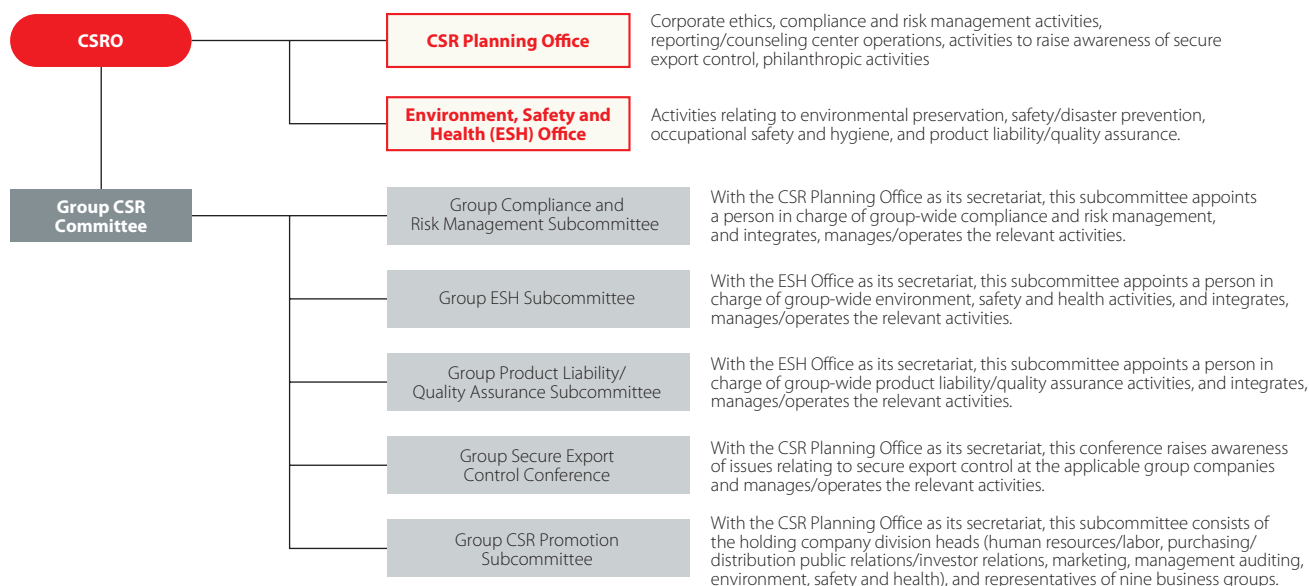 CSRO
CSR Planning Office
Corporate ethics, compliance and risk management activities,
reporting/counseling center operations, activities to raise awareness of secure
export control, philanthropic activities
Environment, Safety and
Health (ESH) Office
Activities relating to environmental preservation, safety/disaster prevention,
occupational safety and hygiene, and product liability/quality assurance.
Group CSR
Committee
Group Compliance and
Risk Management Subcommittee
With the CSR Planning Office as its secretariat, this subcommittee appoints
a person in charge of group-wide compliance and risk management,
and integrates, manages/operates the relevant activities.
Group ESH Subcommittee
With the ESH Office as its secretariat, this subcommittee appoints a person in
charge of group-wide environment, safety and health activities, and integrates,
manages/operates the relevant activities.
Group Product Liability/
Quality Assurance Subcommittee
With the ESH Office as its secretariat, this subcommittee appoints a person in
charge of group-wide product liability/quality assurance activities, and integrates,
manages/operates the relevant activities.
Group Secure Export
Control Conference
With the CSR Planning Office as its secretariat, this conference raises awareness
of issues relating to secure export control at the applicable group companies
and manages/operates the relevant activities.
Group CSR Promotion
Subcommittee
With the CSR Planning Office as its secretariat, this subcommittee consists of
the holding company division heads (human resources/labor, purchasing/
distribution public relations/investor relations, marketing, management auditing,
environment, safety and health), and representatives of nine business groups.